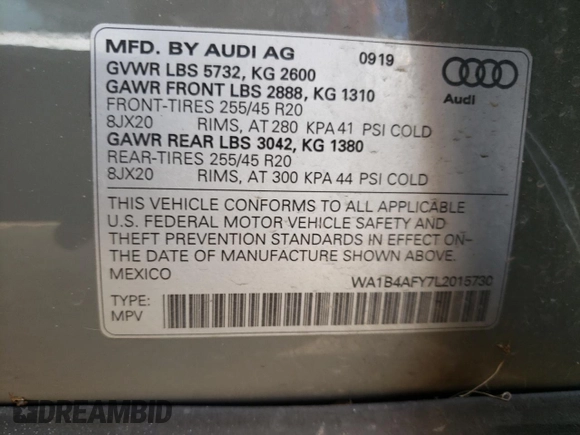 MFD. BY AUDI AG 0919
GVWR LBS 5732, KG 2600
GAWR FRONT LBS 2888, KG 1310
FRONT-TIRES 255/45 R20
8JX20 RIMS, AT 280 KPA 41 PSI COLD
GAWR REAR LBS 3042, KG 1380
REAR-TIRES 255/45 R20
8JX20 RIMS, AT 300 KPA 44 PSI COLD
Audi
THIS VEHICLE CONFORMS TO ALL APPLICABLE
U.S. FEDERAL MOTOR VEHICLE SAFETY AND
THEFT PREVENTION STANDARDS IN EFFECT ON
THE DATE OF MANUFACTURE SHOWN ABOVE.
MEXICO WA1B4AFY7L2015730
TYPE:
MPV
DREAMBID